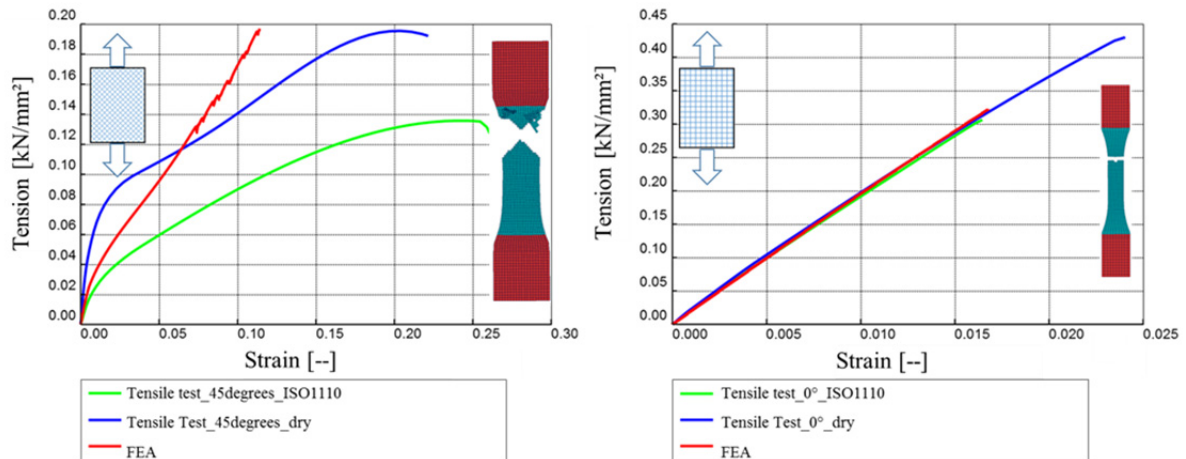 0.20
0.18
0.16
0.14
0.12
0.10
0.08
0.06
0.04
0.02
0.00
Tension [kN/mm²]
0.00 0.05 0.10 0.15 0.20 0.25 0.30
Strain [--]
Tensile test_45degrees_ISO1110
Tensile Test_45degrees_dry
FEA
0.45
0.40
0.35
0.30
0.25
0.20
0.15
0.10
0.05
0.00
Tension [kN/mm²]
0.000 0.005 0.010 0.015 0.020 0.025
Strain [--]
Tensile test_0°_ISO1110
Tensile Test_0°_dry
FEA